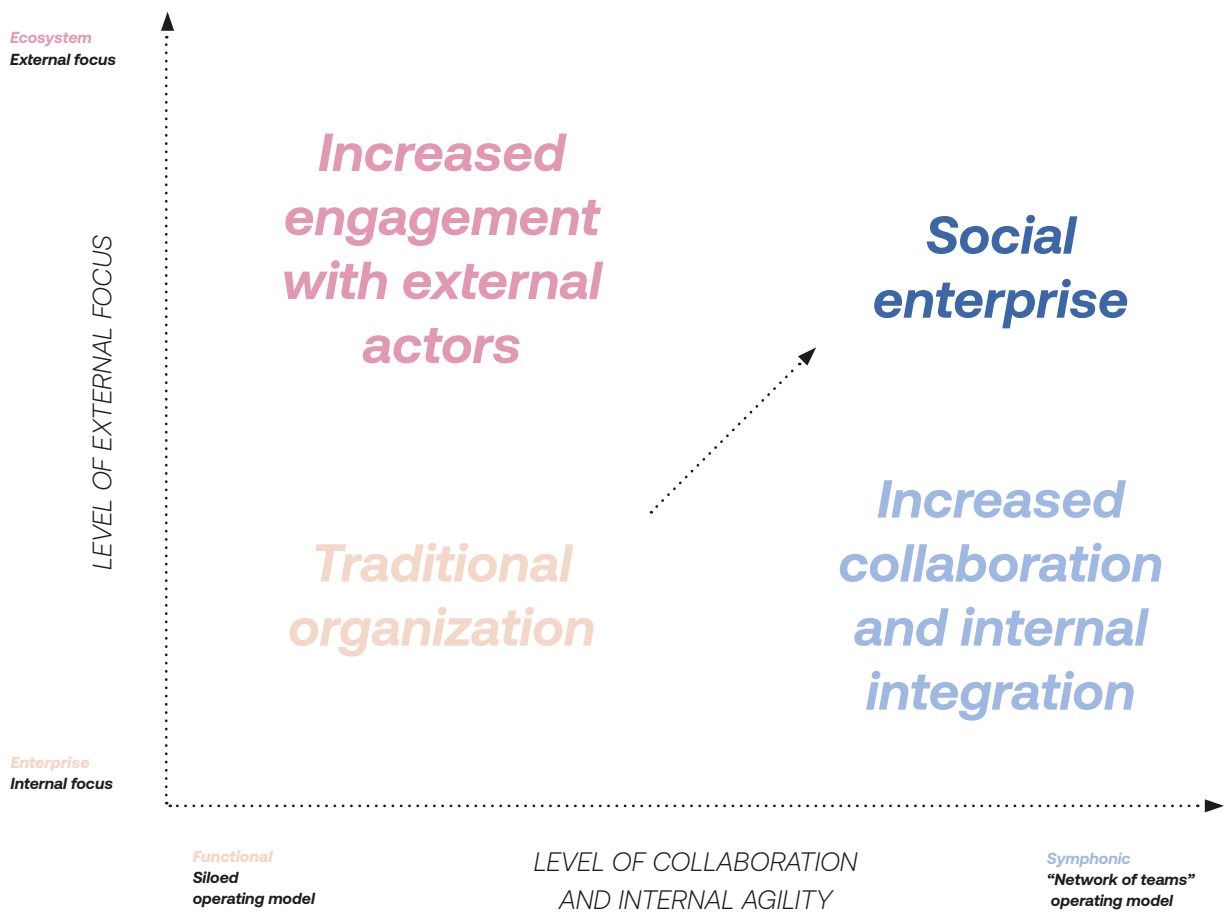 Ecosystem
External focus
Increased
engagement
with external
actors
Social
enterprise
LEVEL OF EXTERNAL FOCUS
Traditional
organization
Increased
collaboration
and internal
integration
Enterprise
Internal focus
Functional
Siloed
operating model
LEVEL OF COLLABORATION
AND INTERNAL AGILITY
Symphonic
“Network of teams”
operating model